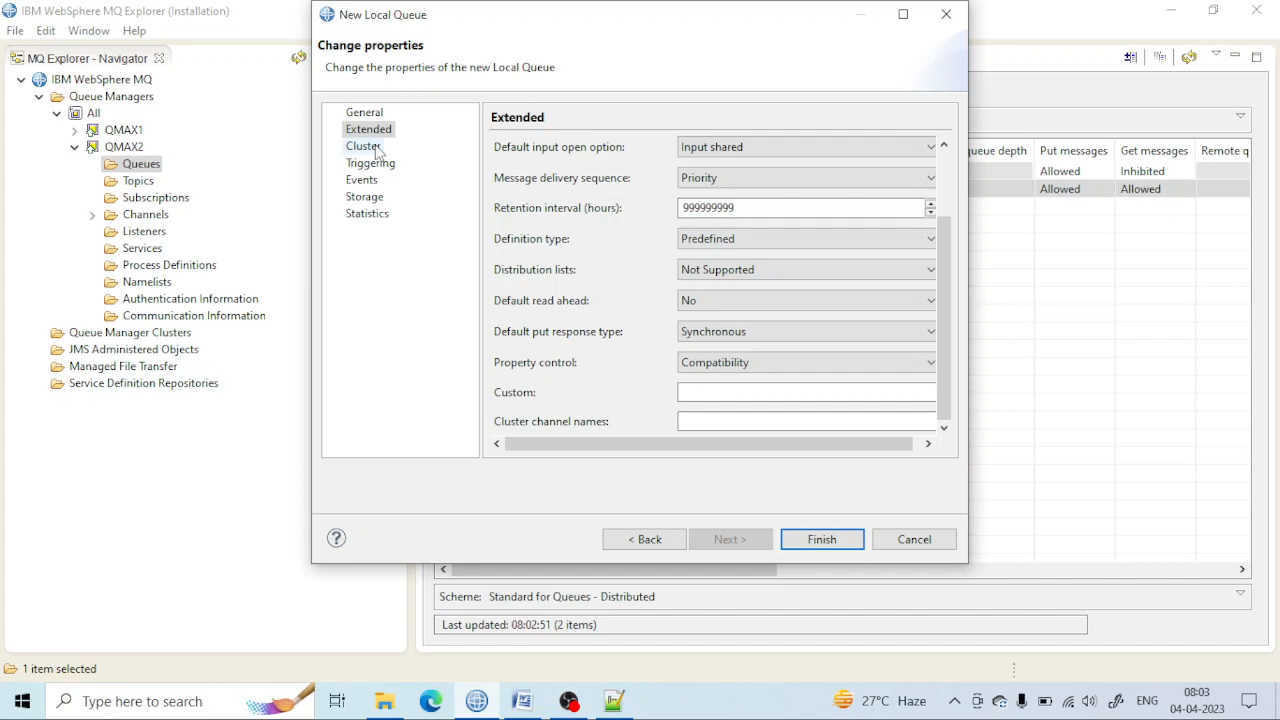 IBM WebSphere MQ Explorer (Installation)
File Edit Window Help
MQ Explorer - Navigator
IBM WebSphere MQ
Queue Managers
All
QMAX1
QMAX2
Queues
Topics
Subscriptions
Channels
Listeners
Services
Process Definitions
Namelists
Authentication Information
Communication Information
Queue Manager Clusters
JMS Administered Objects
Managed File Transfer
Service Definition Repositories
New Local Queue
Change properties
Change the properties of the new Local Queue
General
Extended
Cluster
Triggering
Events
Storage
Statistics
Extended
Default input open option: Input shared
Message delivery sequence: Priority
Retention interval (hours): 999999999
Definition type: Predefined
Distribution lists: Not Supported
Default read ahead: No
Default put response type: Synchronous
Property control: Compatibility
Custom:
Cluster channel names:
< Back Next > Finish Cancel
?
queue depth Put messages Get messages Remote q
Allowed Inhibited
Allowed Allowed
Scheme: Standard for Queues - Distributed
Last updated: 08:02:51 (2 items)
1 item selected
Type here to search
27°C Haze
ENG
08:03
04-04-2023